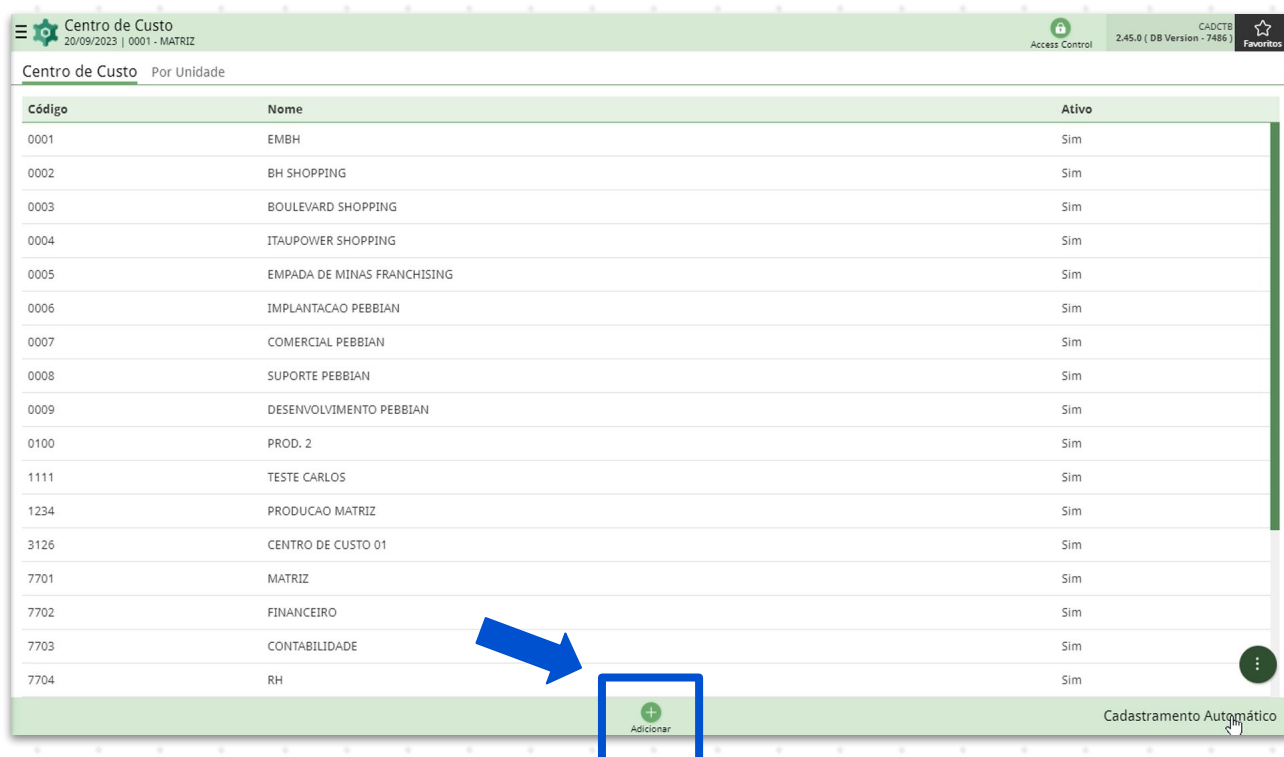 Centro de Custo
20/09/2023 | 0001 - MATRIZ
Access Control
CADCTB
2.45.0 ( DB Version - 7486 )
Favoritos
Centro de Custo Por Unidade
Código Nome Ativo
0001 EMBH Sim
0002 BH SHOPPING Sim
0003 BOULEVARD SHOPPING Sim
0004 ITAUPOWER SHOPPING Sim
0005 EMPADA DE MINAS FRANCHISING Sim
0006 IMPLANTACAO PEBBIAN Sim
0007 COMERCIAL PEBBIAN Sim
0008 SUPORTE PEBBIAN Sim
0009 DESENVOLVIMENTO PEBBIAN Sim
0100 PROD. 2 Sim
1111 TESTE CARLOS Sim
1234 PRODUCAO MATRIZ Sim
3126 CENTRO DE CUSTO 01 Sim
7701 MATRIZ Sim
7702 FINANCEIRO Sim
7703 CONTABILIDADE Sim
7704 RH Sim
Adicionar
Cadastramento Automático